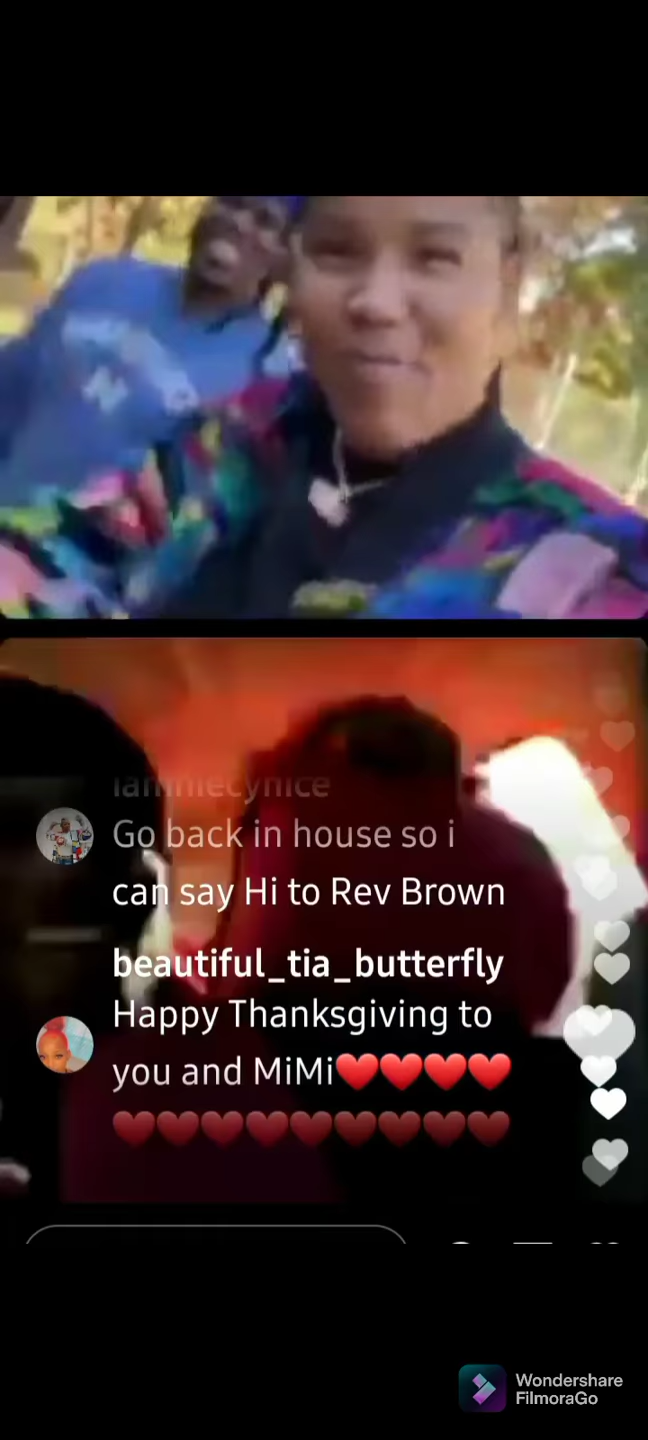 Go back in house so i
can say Hi to Rev Brown
beautiful_tia_butterfly
Happy Thanksgiving to
you and MiMi❤️❤️❤️❤️
❤️❤️❤️❤️❤️❤️❤️❤️❤️
Wondershare
FilmoraGo